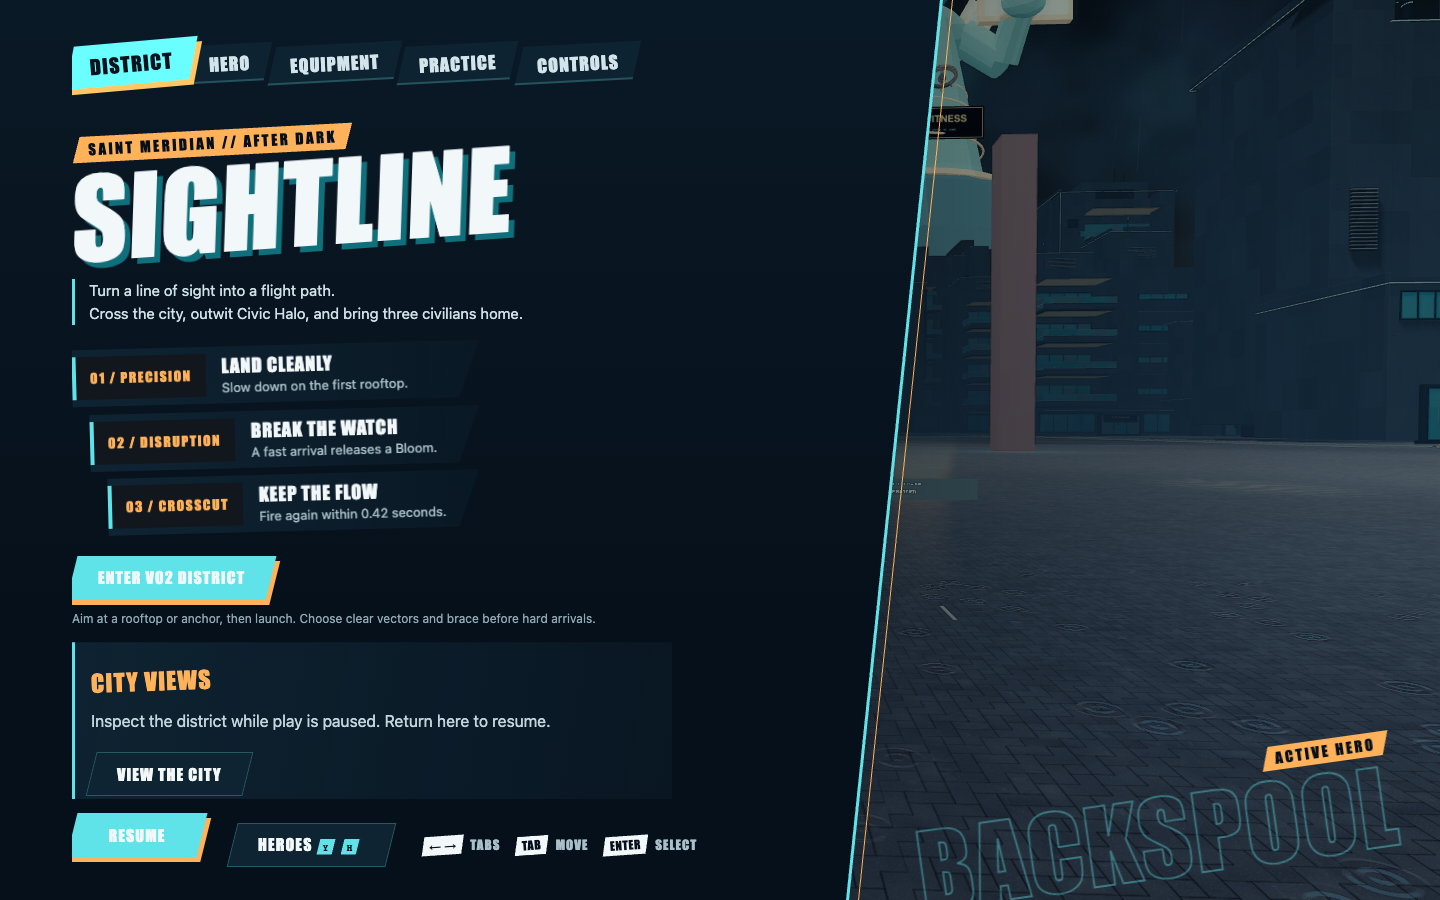 DISTRICT
HERO
EQUIPMENT
PRACTICE
CONTROLS
SAINT MERIDIAN // AFTER DARK
SIGHTLINE
Turn a line of sight into a flight path.
Cross the city, outwit Civic Halo, and bring three civilians home.
01 / PRECISION
LAND CLEANLY
Slow down on the first rooftop.
02 / DISRUPTION
BREAK THE WATCH
A fast arrival releases a Bloom.
03 / CROSSCUT
KEEP THE FLOW
Fire again within 0.42 seconds.
ENTER V02 DISTRICT
Aim at a rooftop or anchor, then launch. Choose clear vectors and brace before hard arrivals.
CITY VIEWS
Inspect the district while play is paused. Return here to resume.
VIEW THE CITY
RESUME
HEROES Y H
←→ TABS
TAB MOVE
ENTER SELECT
ACTIVE HERO
BACKSPOOL